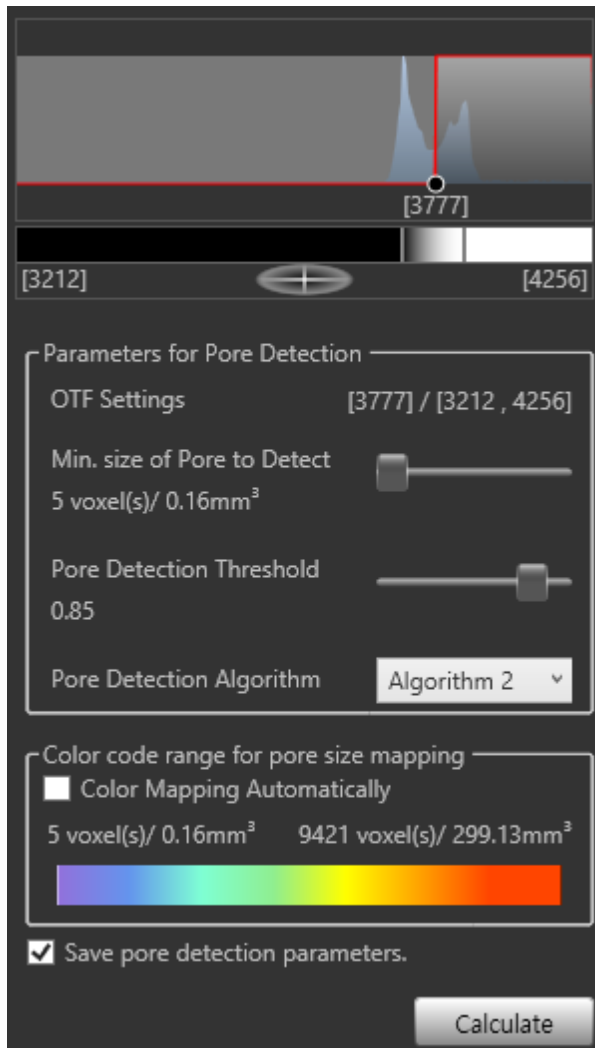 [3777]
[3212] [4256]
Parameters for Pore Detection
OTF Settings [3777] / [3212 , 4256]
Min. size of Pore to Detect
5 voxel(s)/ 0.16mm³
Pore Detection Threshold
0.85
Pore Detection Algorithm Algorithm 2
Color code range for pore size mapping
Color Mapping Automatically
5 voxel(s)/ 0.16mm³ 9421 voxel(s)/ 299.13mm³
Save pore detection parameters.
Calculate